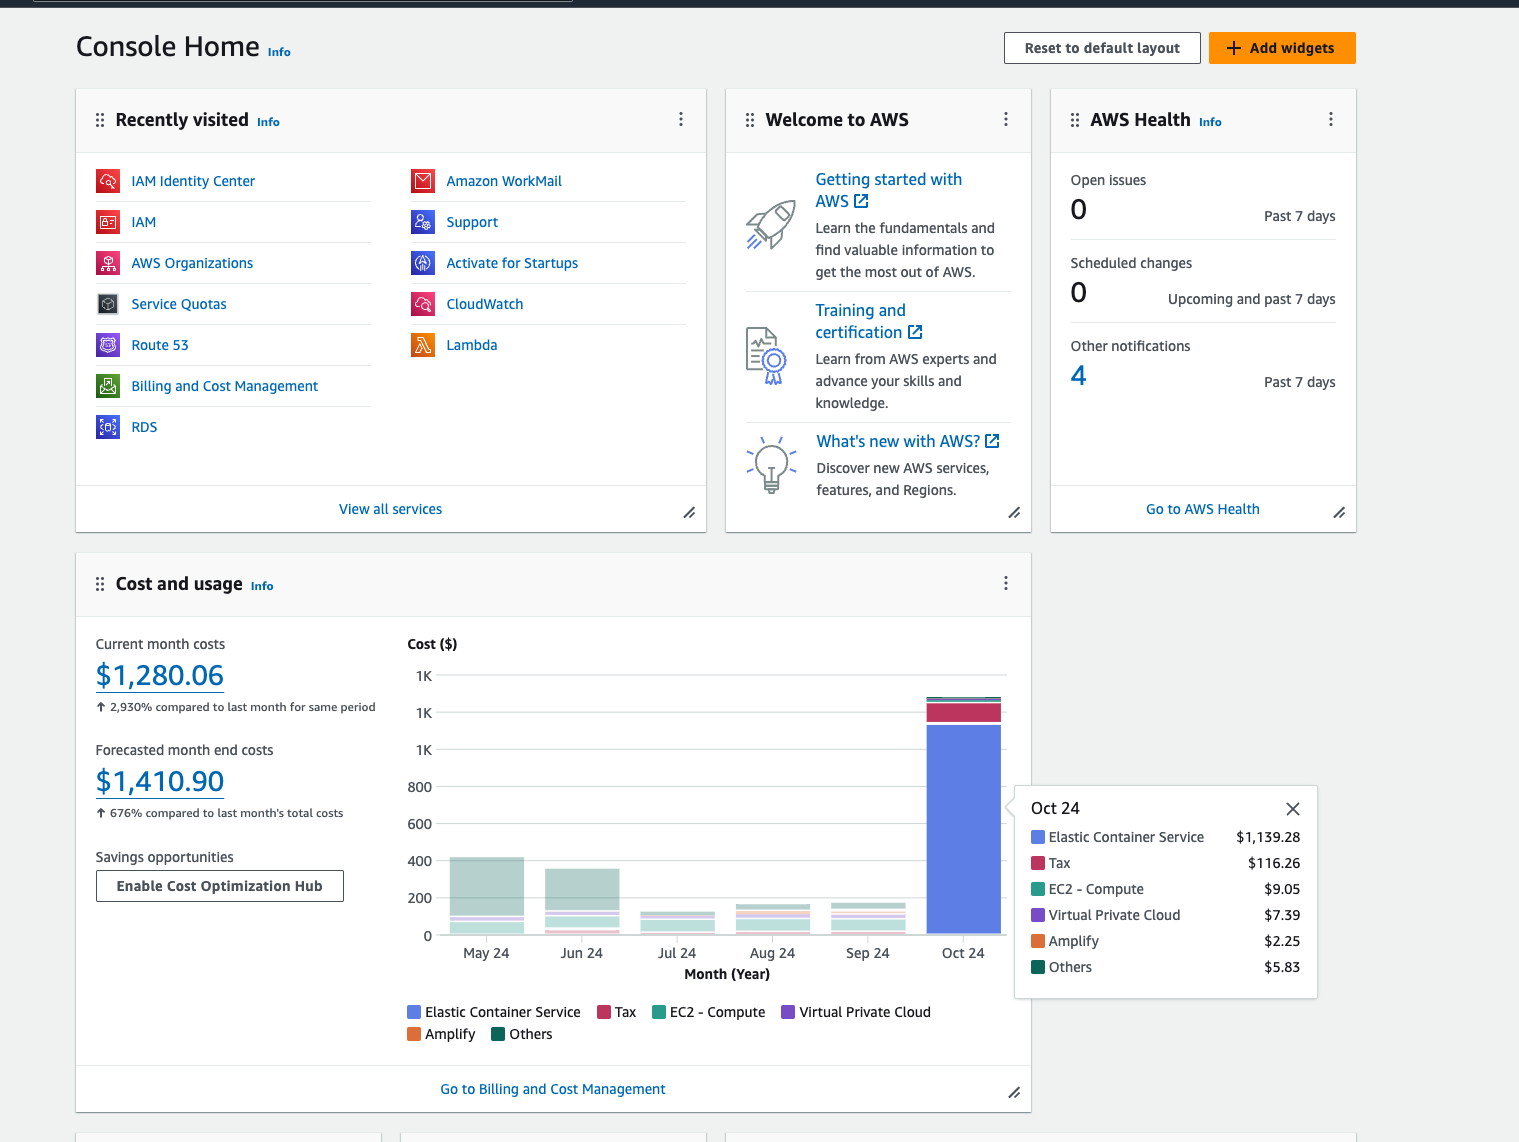 Console Home Info
Reset to default layout
Add widgets
Recently visited Info
IAM Identity Center
IAM
AWS Organizations
Service Quotas
Route 53
Billing and Cost Management
RDS
Amazon WorkMail
Support
Activate for Startups
CloudWatch
Lambda
View all services
Welcome to AWS
Getting started with
AWS
Learn the fundamentals and
find valuable information to
get the most out of AWS.
Training and
certification
Learn from AWS experts and
advance your skills and
knowledge.
What's new with AWS?
Discover new AWS services,
features, and Regions.
AWS Health Info
Open issues
0
Past 7 days
Scheduled changes
0
Upcoming and past 7 days
Other notifications
4
Past 7 days
Go to AWS Health
Cost and usage Info
Current month costs
$1,280.06
↑ 2,930% compared to last month for same period
Forecasted month end costs
$1,410.90
↑ 676% compared to last month's total costs
Savings opportunities
Enable Cost Optimization Hub
Cost ($)
1K
1K
1K
800
600
400
200
0
May 24 Jun 24 Jul 24 Aug 24 Sep 24 Oct 24
Month (Year)
Elastic Container Service Tax EC2 - Compute Virtual Private Cloud
Amplify Others
Oct 24
Elastic Container Service $1,139.28
Tax $116.26
EC2 - Compute $9.05
Virtual Private Cloud $7.39
Amplify $2.25
Others $5.83
Go to Billing and Cost Management